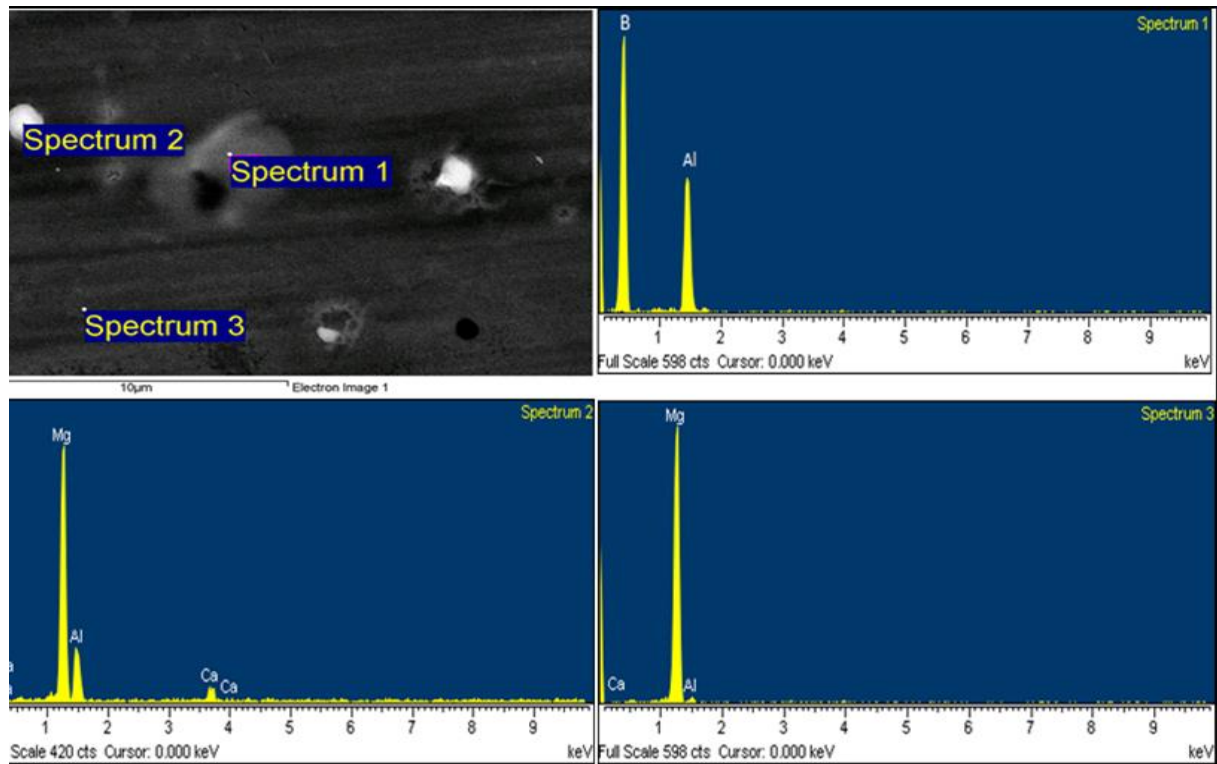 Spectrum 2
Spectrum 1
Spectrum 3
10µm Electron Image 1
Spectrum 1
B
Al
1 2 3 4 5 6 7 8 9
Full Scale 598 cts Cursor: 0.000 keV keV
Spectrum 2
Mg
Al
a
a
Ca
Ca
1 2 3 4 5 6 7 8 9
Scale 420 cts Cursor: 0.000 keV keV
Spectrum 3
Mg
Ca
Al
1 2 3 4 5 6 7 8 9
Full Scale 598 cts Cursor: 0.000 keV keV